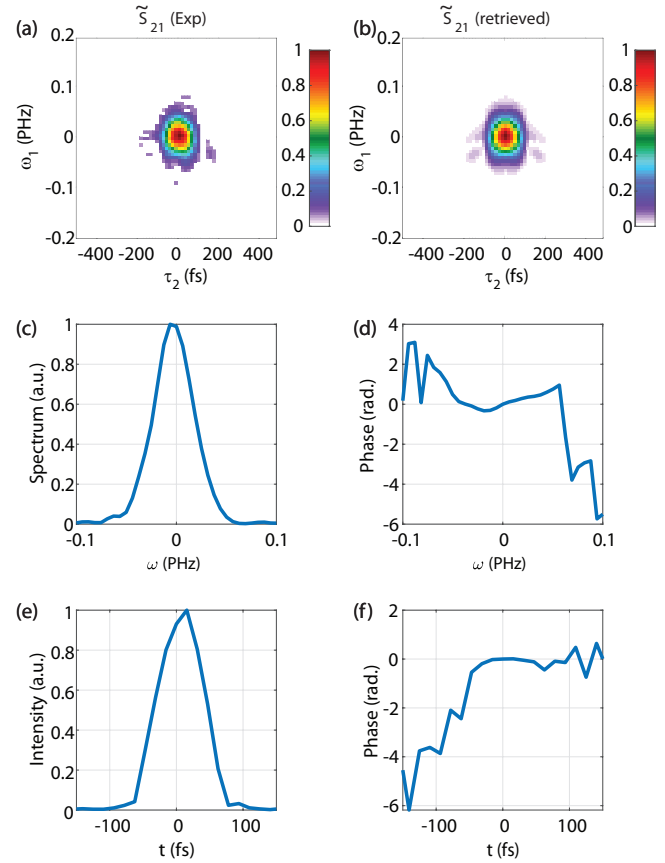 (a)
S̃ 21 (Exp)
0.2
0.1
0
-0.1
-0.2
ω1 (PHz)
-400 -200 0 200 400
τ2 (fs)
1
0.8
0.6
0.4
0.2
0
(b)
S̃ 21 (retrieved)
0.2
0.1
0
-0.1
-0.2
ω1 (PHz)
-400 -200 0 200 400
τ2 (fs)
1
0.8
0.6
0.4
0.2
0
(c)
1
0.8
0.6
0.4
0.2
0
Spectrum (a.u.)
-0.1 0 0.1
ω (PHz)
(d)
4
2
0
-2
-4
-6
Phase (rad.)
-0.1 0 0.1
ω (PHz)
(e)
1
0.8
0.6
0.4
0.2
0
Intensity (a.u.)
-100 0 100
t (fs)
(f)
2
0
-2
-4
-6
Phase (rad.)
-100 0 100
t (fs)